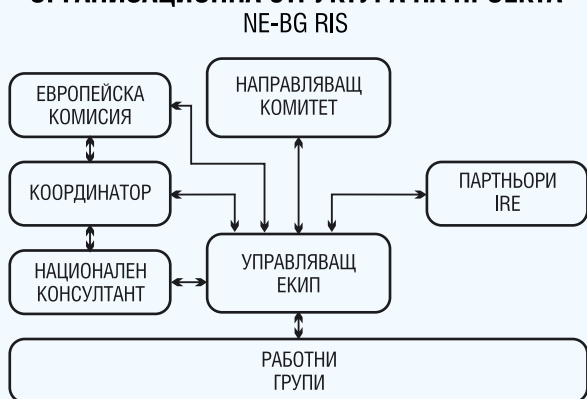 ОРГАНИЗАЦИОННА СТРУКТУРА НА ПРОЕКТА
NE-BG RIS
ЕВРОПЕЙСКА
КОМИСИЯ
НАПРАВЛЯВАЩ
КОМИТЕТ
КООРДИНАТОР
ПАРТНЬОРИ
IRE
НАЦИОНАЛЕН
КОНСУЛТАНТ
УПРАВЛЯВАЩ
ЕКИП
РАБОТНИ
ГРУПИ